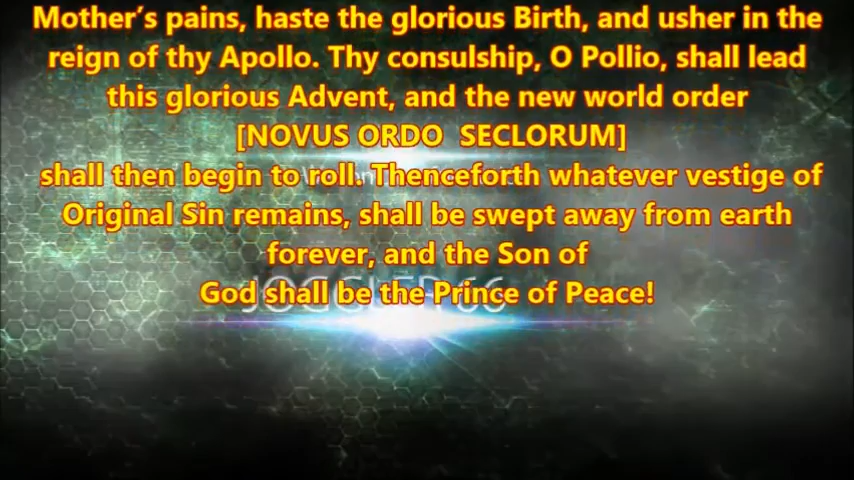 Mother’s pains, haste the glorious Birth, and usher in the
reign of thy Apollo. Thy consulship, O Pollio, shall lead
this glorious Advent, and the new world order
[NOVUS ORDO  SECLORUM]
shall then begin to roll. Thenceforth whatever vestige of
Original Sin remains, shall be swept away from earth
forever, and the Son of
God shall be the Prince of Peace!
JOGGLER66